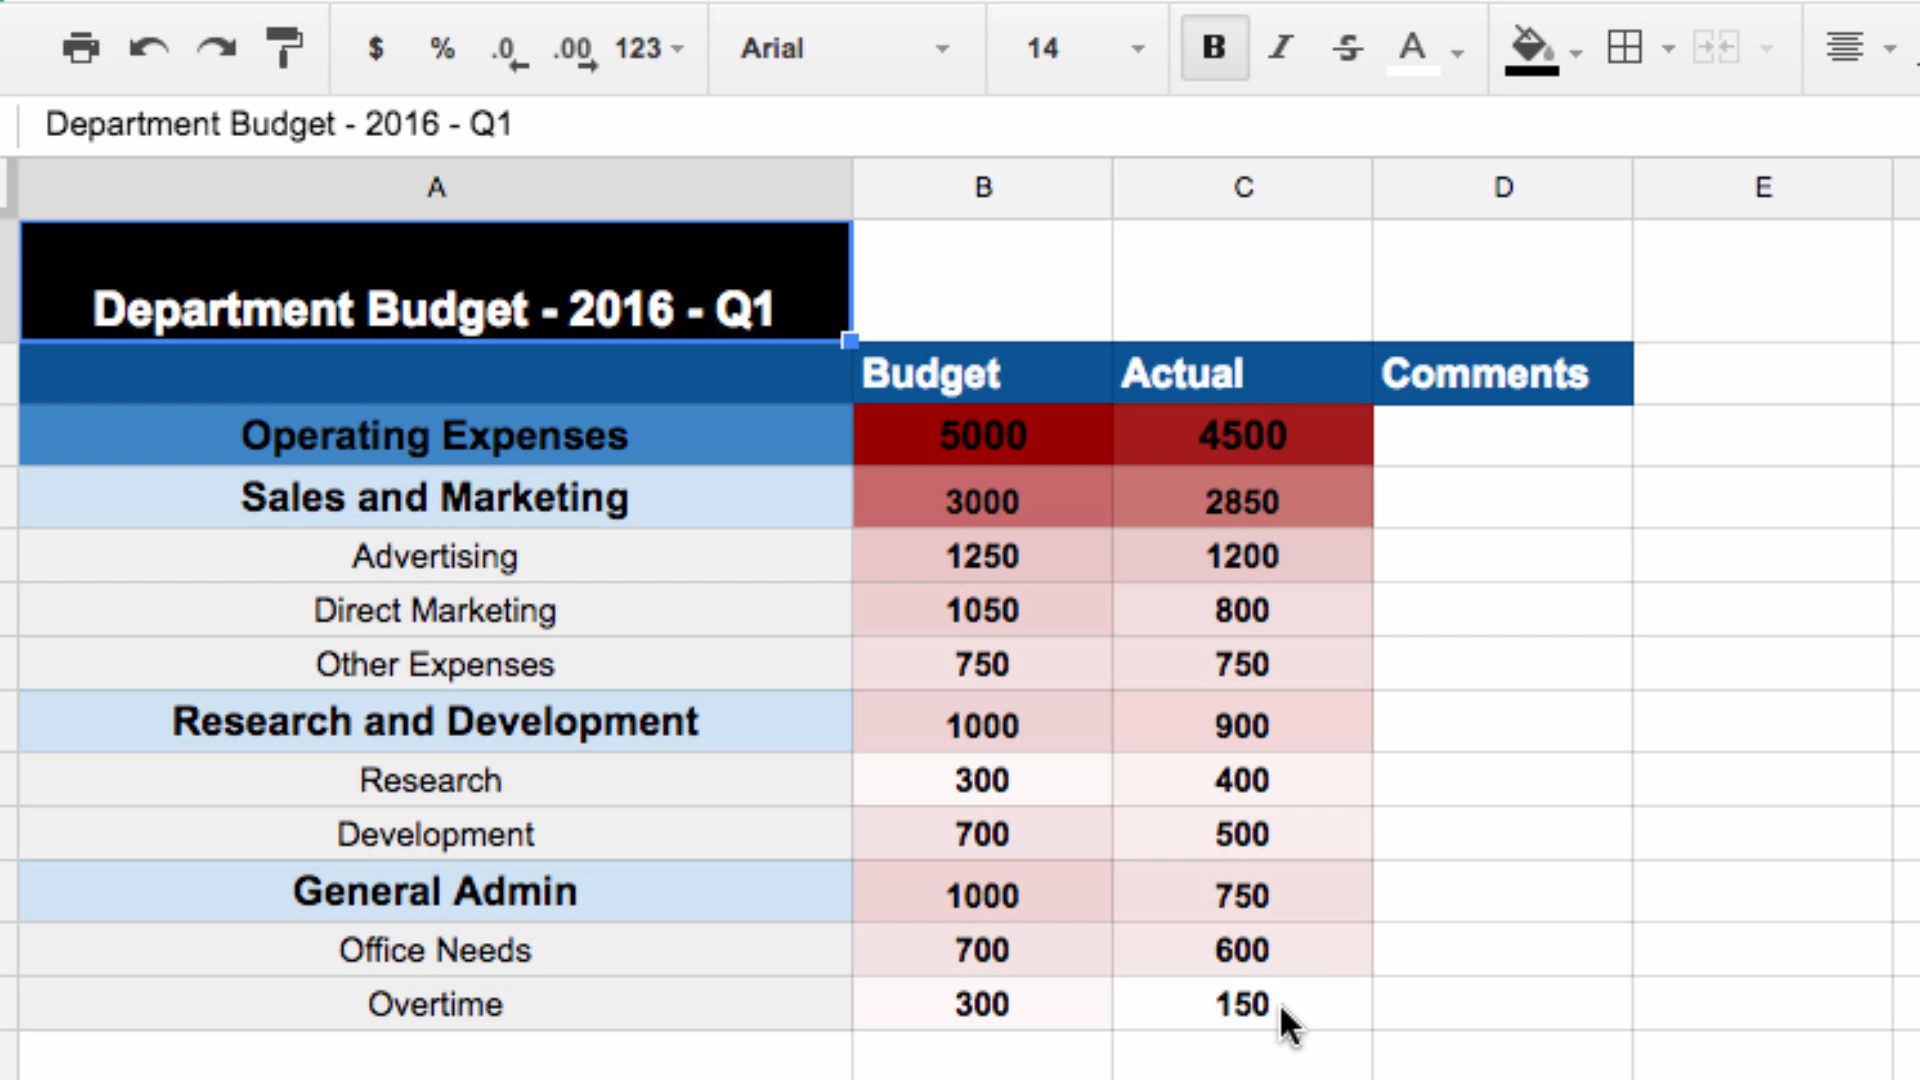 $ % .0 .00 123 Arial 14 B I S A
Department Budget - 2016 - Q1
A B C D E
Department Budget - 2016 - Q1
Budget Actual Comments
Operating Expenses 5000 4500
Sales and Marketing 3000 2850
Advertising 1250 1200
Direct Marketing 1050 800
Other Expenses 750 750
Research and Development 1000 900
Research 300 400
Development 700 500
General Admin 1000 750
Office Needs 700 600
Overtime 300 150